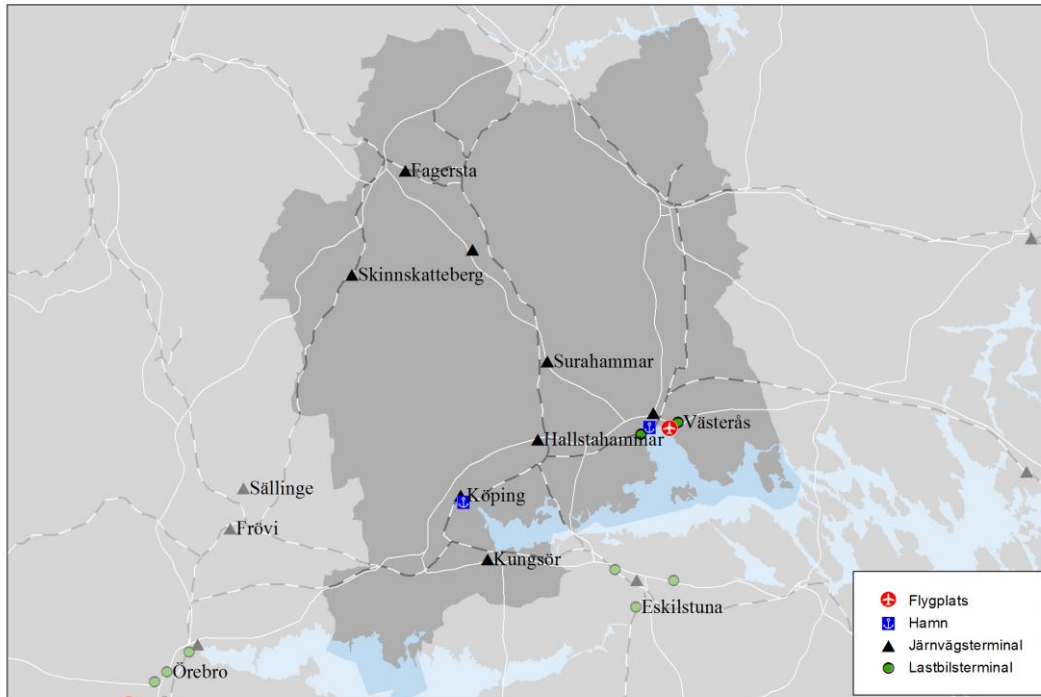 Fagersta
Skinnskatteberg
Surahammar
Västerås
Hallstahammar
Sällinge
Köping
Frövi
Kungsör
Eskilstuna
Örebro
Flygplats
Hamn
Järnvägsterminal
Lastbilsterminal